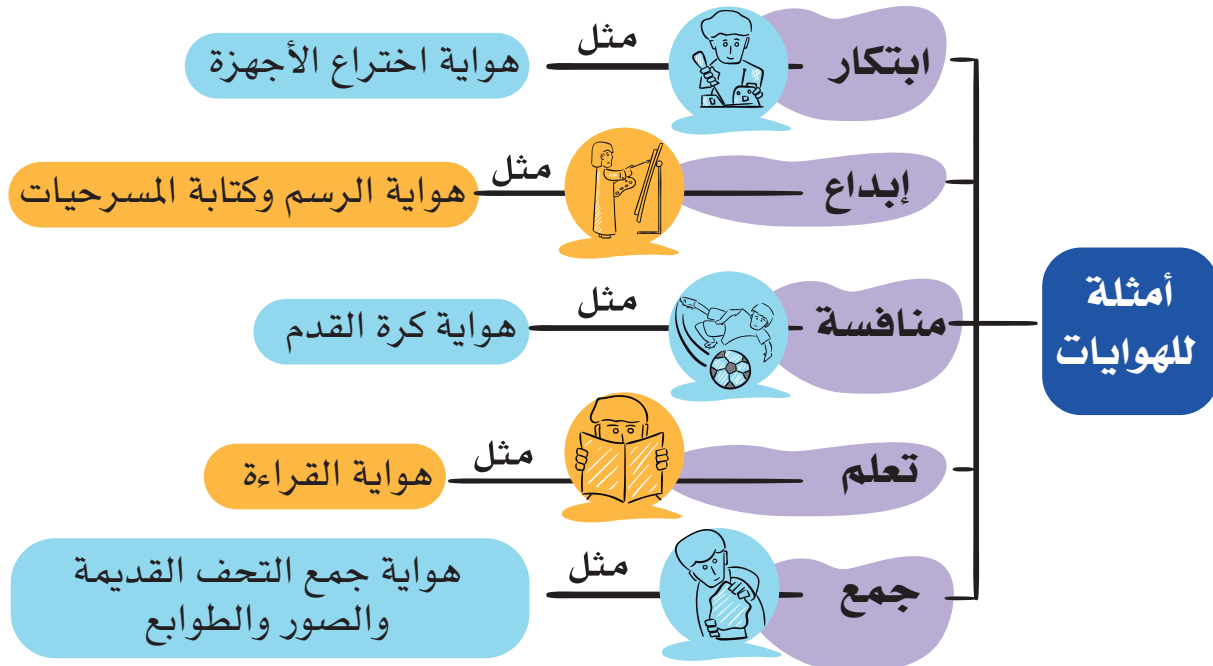 أمثلة
للهوايات
ابتكار
مثل
هواية اختراع الأجهزة
إبداع
مثل
هواية الرسم وكتابة المسرحيات
منافسة
مثل
هواية كرة القدم
تعلم
مثل
هواية القراءة
جمع
مثل
هواية جمع التحف القديمة
والصور والطوابع